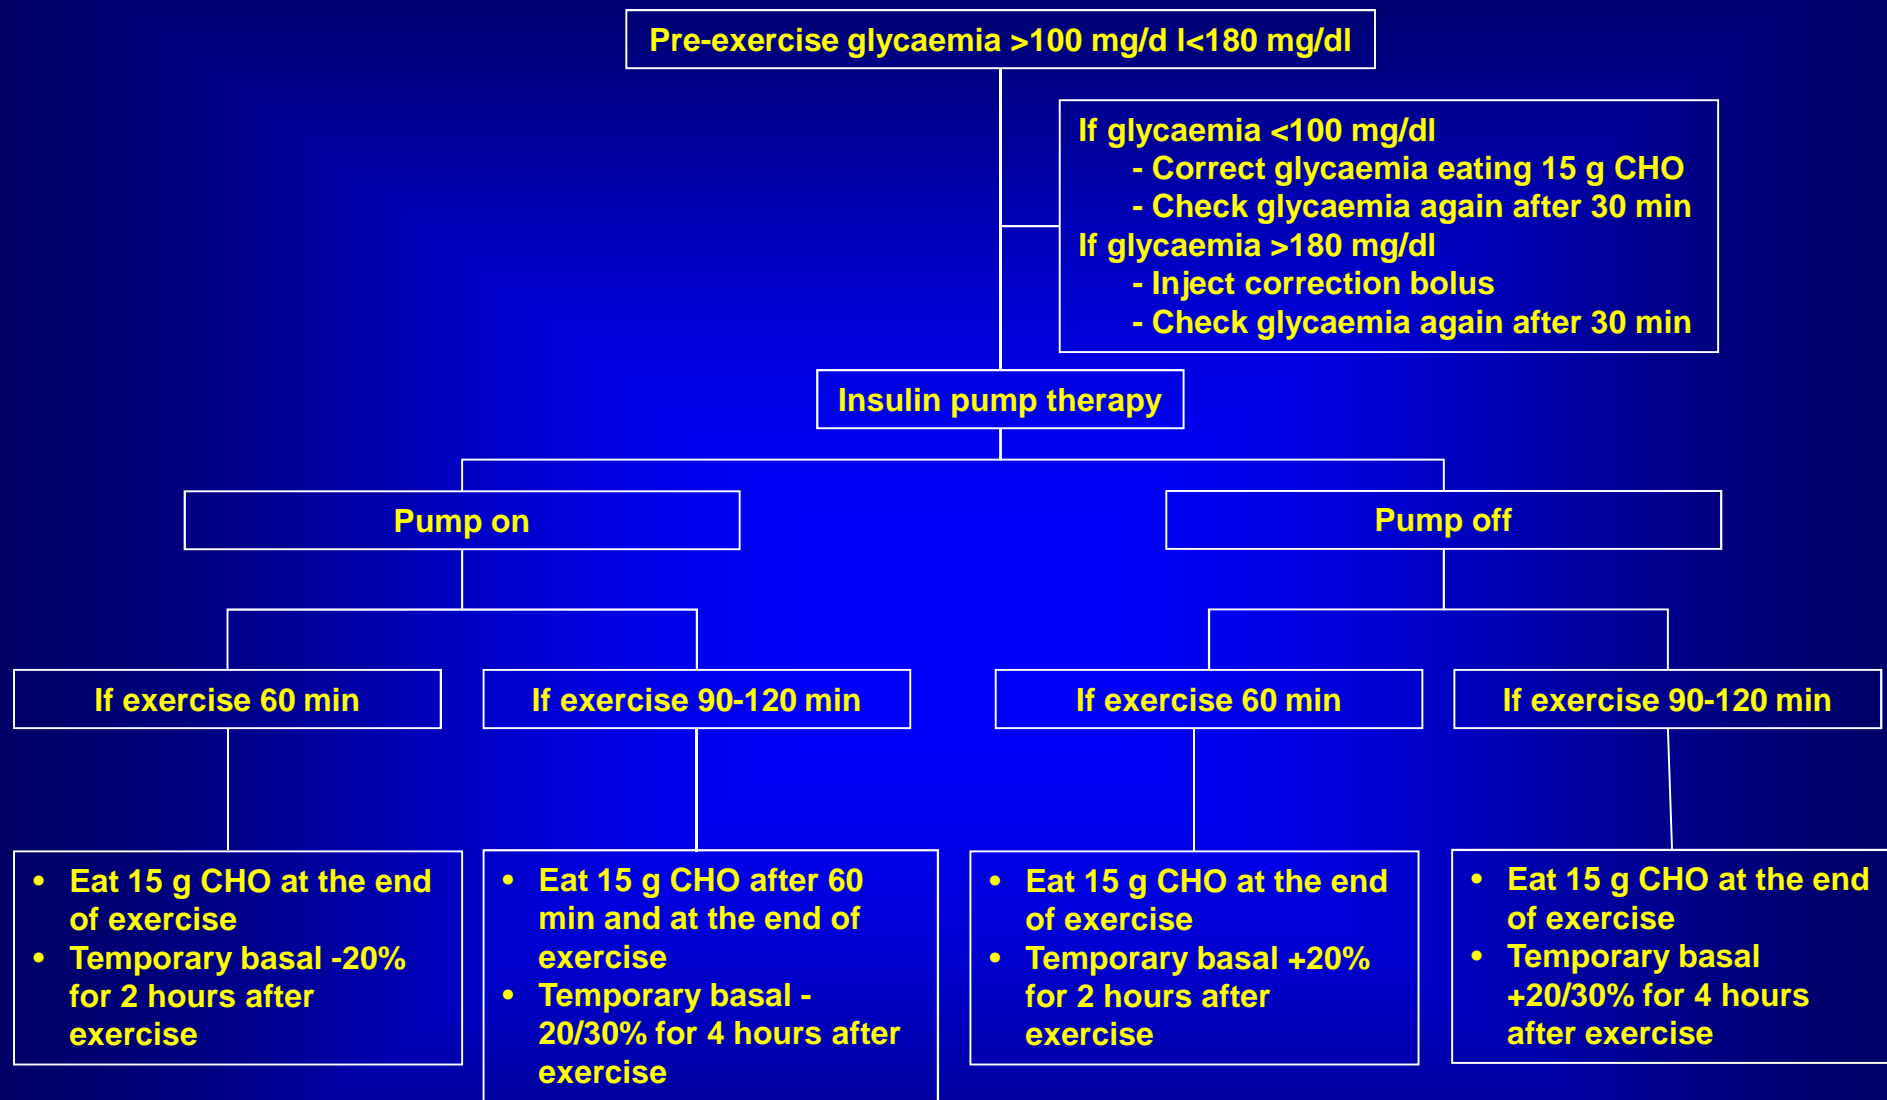 Pre-exercise glycaemia >100 mg/d l<180 mg/dl
If glycaemia <100 mg/dl
- Correct glycaemia eating 15 g CHO
- Check glycaemia again after 30 min
If glycaemia >180 mg/dl
- Inject correction bolus
- Check glycaemia again after 30 min
Insulin pump therapy
Pump on
Pump off
If exercise 60 min
If exercise 90-120 min
If exercise 60 min
If exercise 90-120 min
• Eat 15 g CHO at the end
of exercise
• Temporary basal -20%
for 2 hours after
exercise
• Eat 15 g CHO after 60
min and at the end of
exercise
• Temporary basal -
20/30% for 4 hours after
exercise
• Eat 15 g CHO at the end
of exercise
• Temporary basal +20%
for 2 hours after
exercise
• Eat 15 g CHO at the end
of exercise
• Temporary basal
+20/30% for 4 hours
after exercise